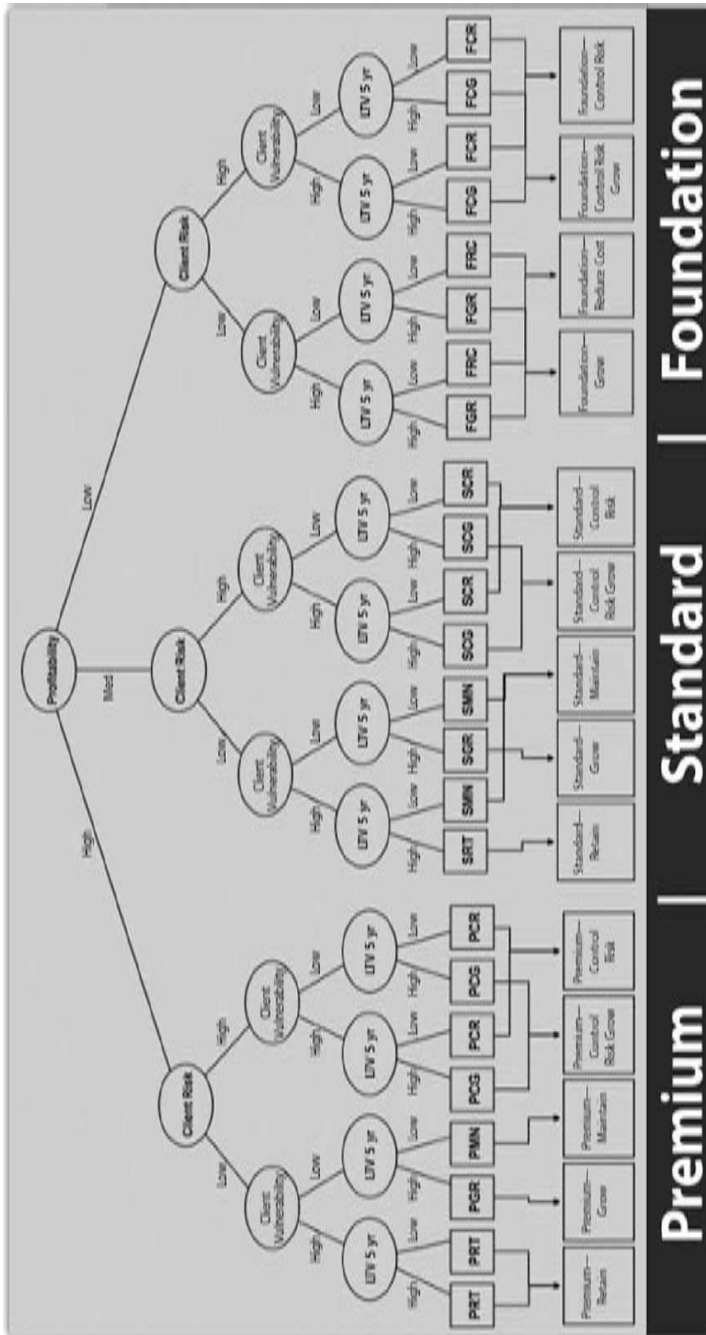 Profitability
High
Med
Low
Client Risk
Client Risk
Client Risk
Low
High
Low
High
Low
High
Client
Vulnerability
Client
Vulnerability
Client
Vulnerability
Client
Vulnerability
Client
Vulnerability
Client
Vulnerability
High
Low
High
Low
High
Low
High
Low
High
Low
High
Low
LTV 5 yr
LTV 5 yr
LTV 5 yr
LTV 5 yr
LTV 5 yr
LTV 5 yr
LTV 5 yr
LTV 5 yr
LTV 5 yr
LTV 5 yr
LTV 5 yr
LTV 5 yr
High
Low
High
Low
High
Low
High
Low
High
Low
High
Low
High
Low
High
Low
High
Low
High
Low
High
Low
High
Low
PRT
PRT
PGR
PMN
PCG
PCR
PCG
PCR
SRT
SMN
SGR
SMN
SCG
SCR
SCG
SCR
FGR
FRC
FGR
FRC
FCG
FCR
FCG
FCR
Premium—
Retain
Premium—
Grow
Premium—
Maintain
Premium—
Control
Risk Grow
Premium—
Control
Risk
Standard—
Retain
Standard—
Grow
Standard—
Maintain
Standard—
Control
Risk Grow
Standard—
Control
Risk
Foundation—
Grow
Foundation—
Reduce Cost
Foundation—
Control Risk
Grow
Foundation—
Control Risk
Premium | Standard | Foundation